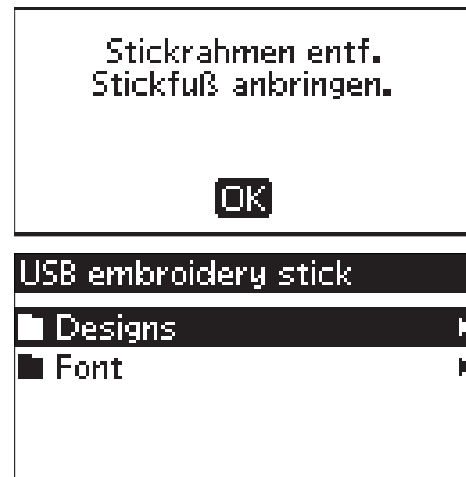 Stickrahmen entf.
Stickfuß anbringen.
OK
USB embroidery stick
Designs
Font